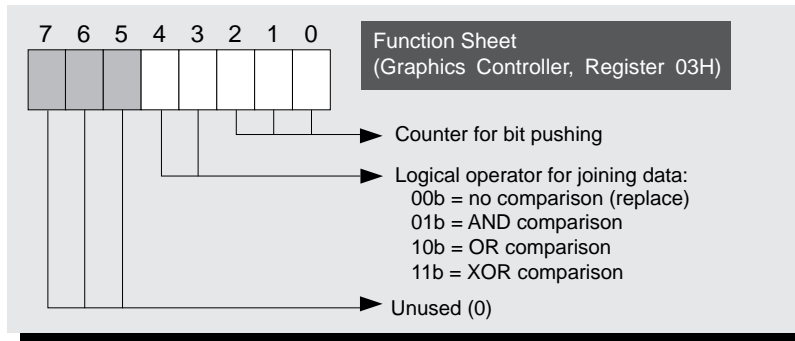 7 6 5 4 3 2 1 0
Function Sheet
(Graphics Controller, Register 03H)
Counter for bit pushing
Logical operator for joining data:
00b = no comparison (replace)
01b = AND comparison
10b = OR comparison
11b = XOR comparison
Unused (0)